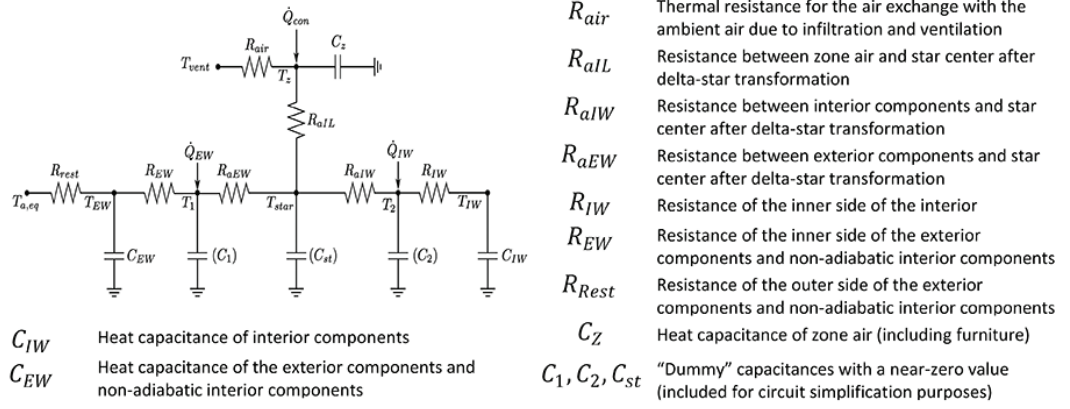 Q̇con
Rair
Cz
Tvent
Tz
RaIL
Q̇EW
Q̇IW
Rrest
REW
RaEW
RaIW
RIW
Ta,eq
TEW
T1
Tstar
T2
TIW
CEW
(C1)
(Cst)
(C2)
CIW
CIW Heat capacitance of interior components
CEW Heat capacitance of the exterior components and
non-adiabatic interior components
Rair Thermal resistance for the air exchange with the
ambient air due to infiltration and ventilation
RaIL Resistance between zone air and star center after
delta-star transformation
RaIW Resistance between interior components and star
center after delta-star transformation
RaEW Resistance between exterior components and star
center after delta-star transformation
RIW Resistance of the inner side of the interior
REW Resistance of the inner side of the exterior
components and non-adiabatic interior components
RRest Resistance of the outer side of the exterior
components and non-adiabatic interior components
CZ Heat capacitance of zone air (including furniture)
C1, C2, Cst “Dummy” capacitances with a near-zero value
(included for circuit simplification purposes)